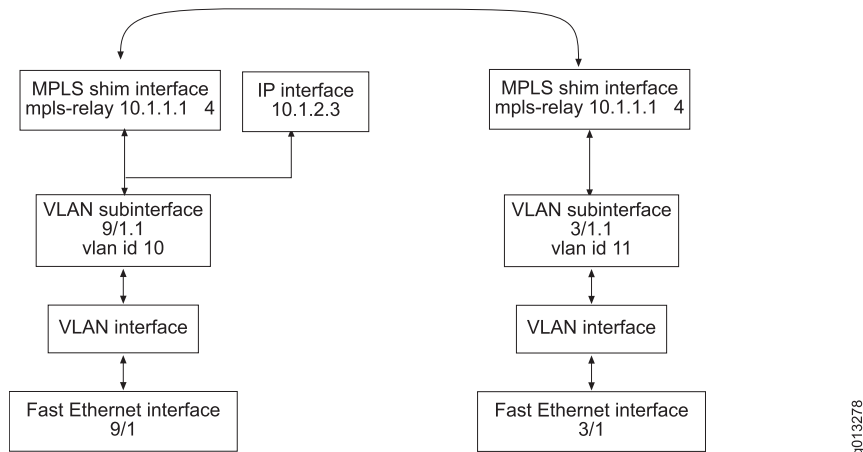 MPLS shim interface
mpls-relay 10.1.1.1 4
IP interface
10.1.2.3
MPLS shim interface
mpls-relay 10.1.1.1 4
VLAN subinterface
9/1.1
vlan id 10
VLAN subinterface
3/1.1
vlan id 11
VLAN interface
VLAN interface
Fast Ethernet interface
9/1
Fast Ethernet interface
3/1
g013278